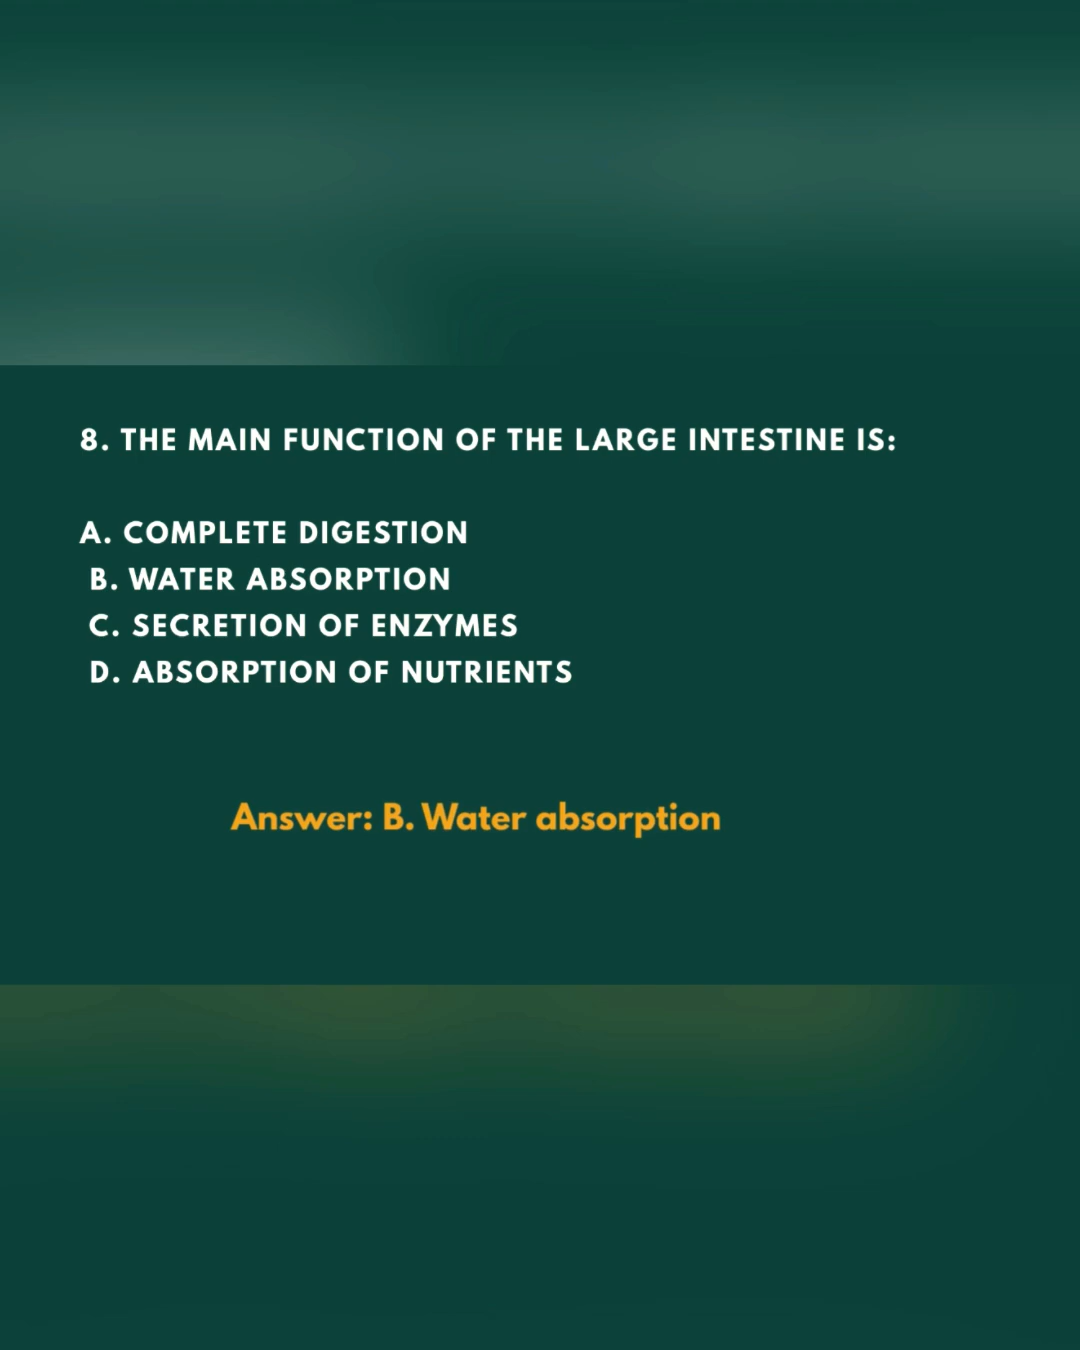 8. THE MAIN FUNCTION OF THE LARGE INTESTINE IS:
A. COMPLETE DIGESTION
B. WATER ABSORPTION
C. SECRETION OF ENZYMES
D. ABSORPTION OF NUTRIENTS
Answer: B. Water absorption